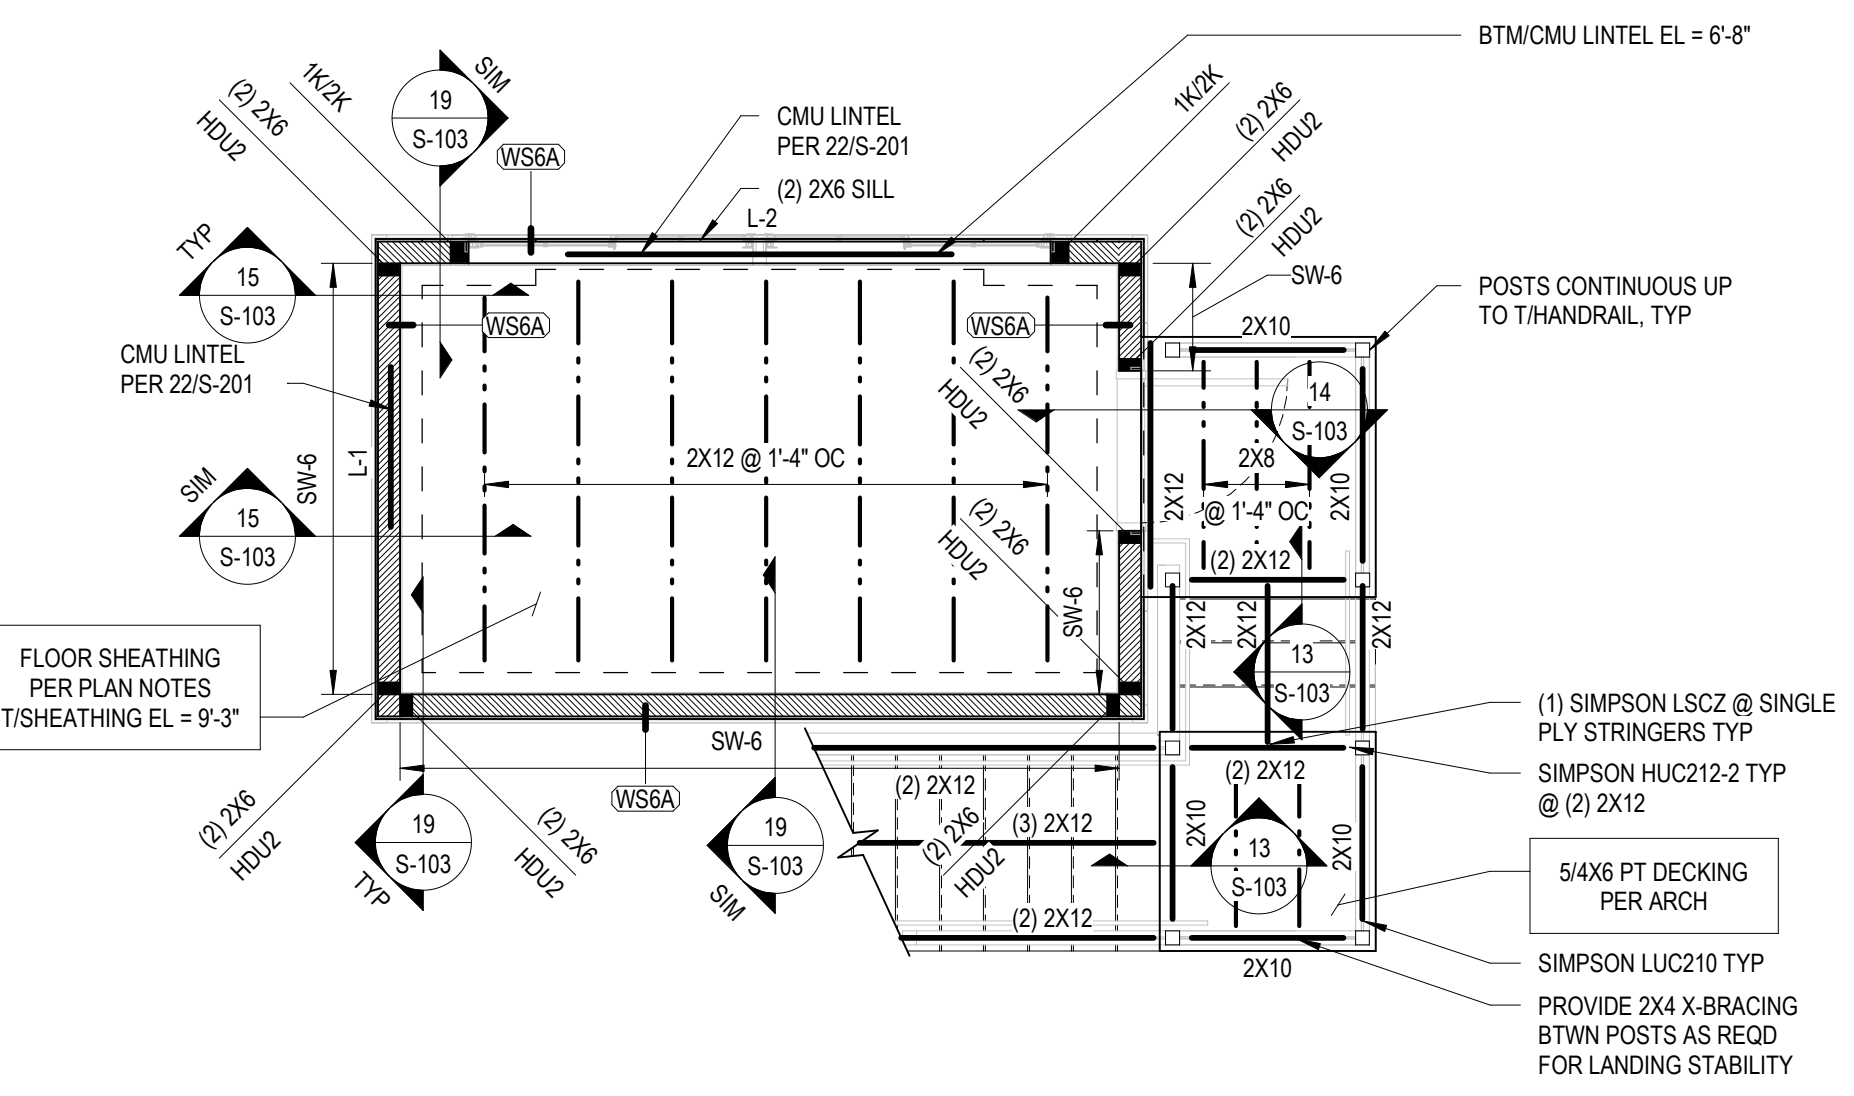 BTM/CMU LINTEL EL = 6'-8"
SIM
19
S-103
1K/2K
(2) 2X6
HDU2
WS6A
CMU LINTEL
PER 22/S-201
(2) 2X6 SILL
L-2
1K/2K
(2) 2X6
HDU2
(2) 2X6
HDU2
SW-6
TYP
15
S-103
WS6A
WS6A
2X10
POSTS CONTINUOUS UP
TO T/HANDRAIL, TYP
CMU LINTEL
PER 22/S-201
(2) 2X6
HDU2
14
S-103
L-1
SW-6
2X12 @ 1'-4" OC
2X12
2X8
@ 1'-4" OC
2X10
SIM
15
S-103
(2) 2X6
HDU2
(2) 2X12
SW-6
2X12
2X12
2X12
13
S-103
FLOOR SHEATHING
PER PLAN NOTES
T/SHEATHING EL = 9'-3"
(1) SIMPSON LSCZ @ SINGLE
PLY STRINGERS TYP
SW-6
WS6A
(2) 2X12
(2) 2X12
SIMPSON HUC212-2 TYP
@ (2) 2X12
(2) 2X6
HDU2
19
S-103
TYP
(2) 2X6
HDU2
19
S-103
SIM
(3) 2X12
(2) 2X6
HDU2
2X10
13
S-103
2X10
5/4X6 PT DECKING
PER ARCH
(2) 2X12
2X10
SIMPSON LUC210 TYP
PROVIDE 2X4 X-BRACING
BTWN POSTS AS REQD
FOR LANDING STABILITY